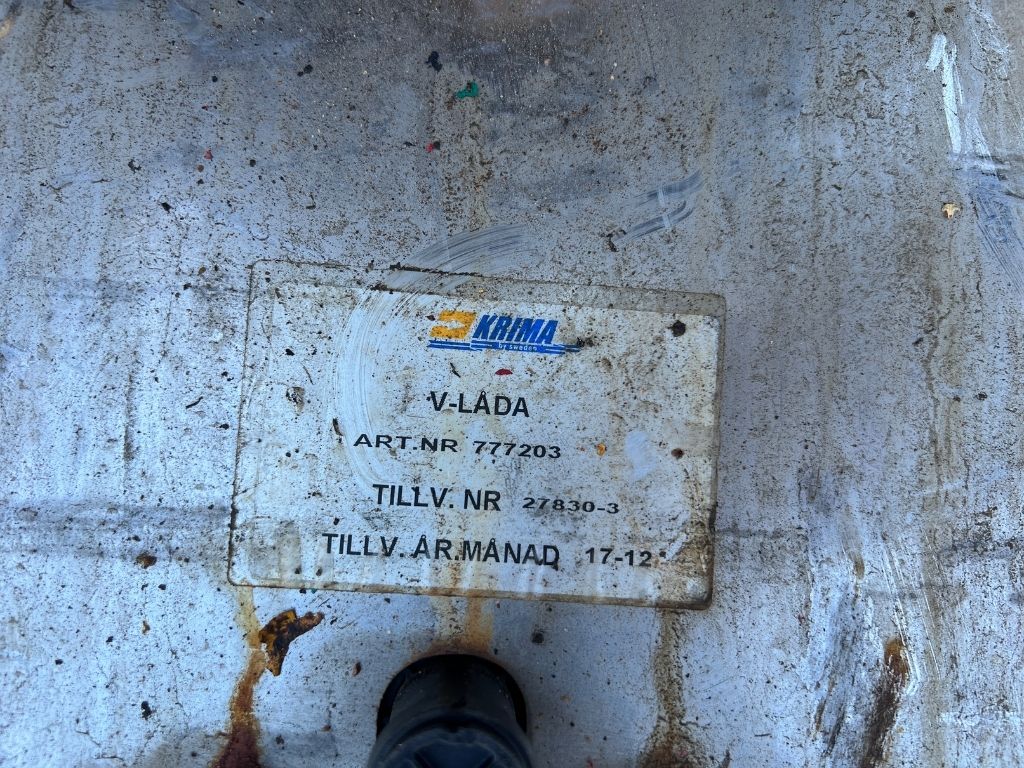 KRIMA
by sweden
V-LÅDA
ART.NR 777203
TILLV. NR 27830-3
TILLV. ÅR.MÅNAD 17-12